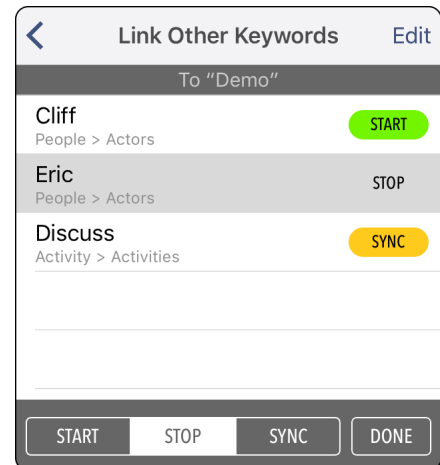 Link Other Keywords Edit
To “Demo”
Cliff
People > Actors
START
Eric
People > Actors
STOP
Discuss
Activity > Activities
SYNC
START STOP SYNC DONE